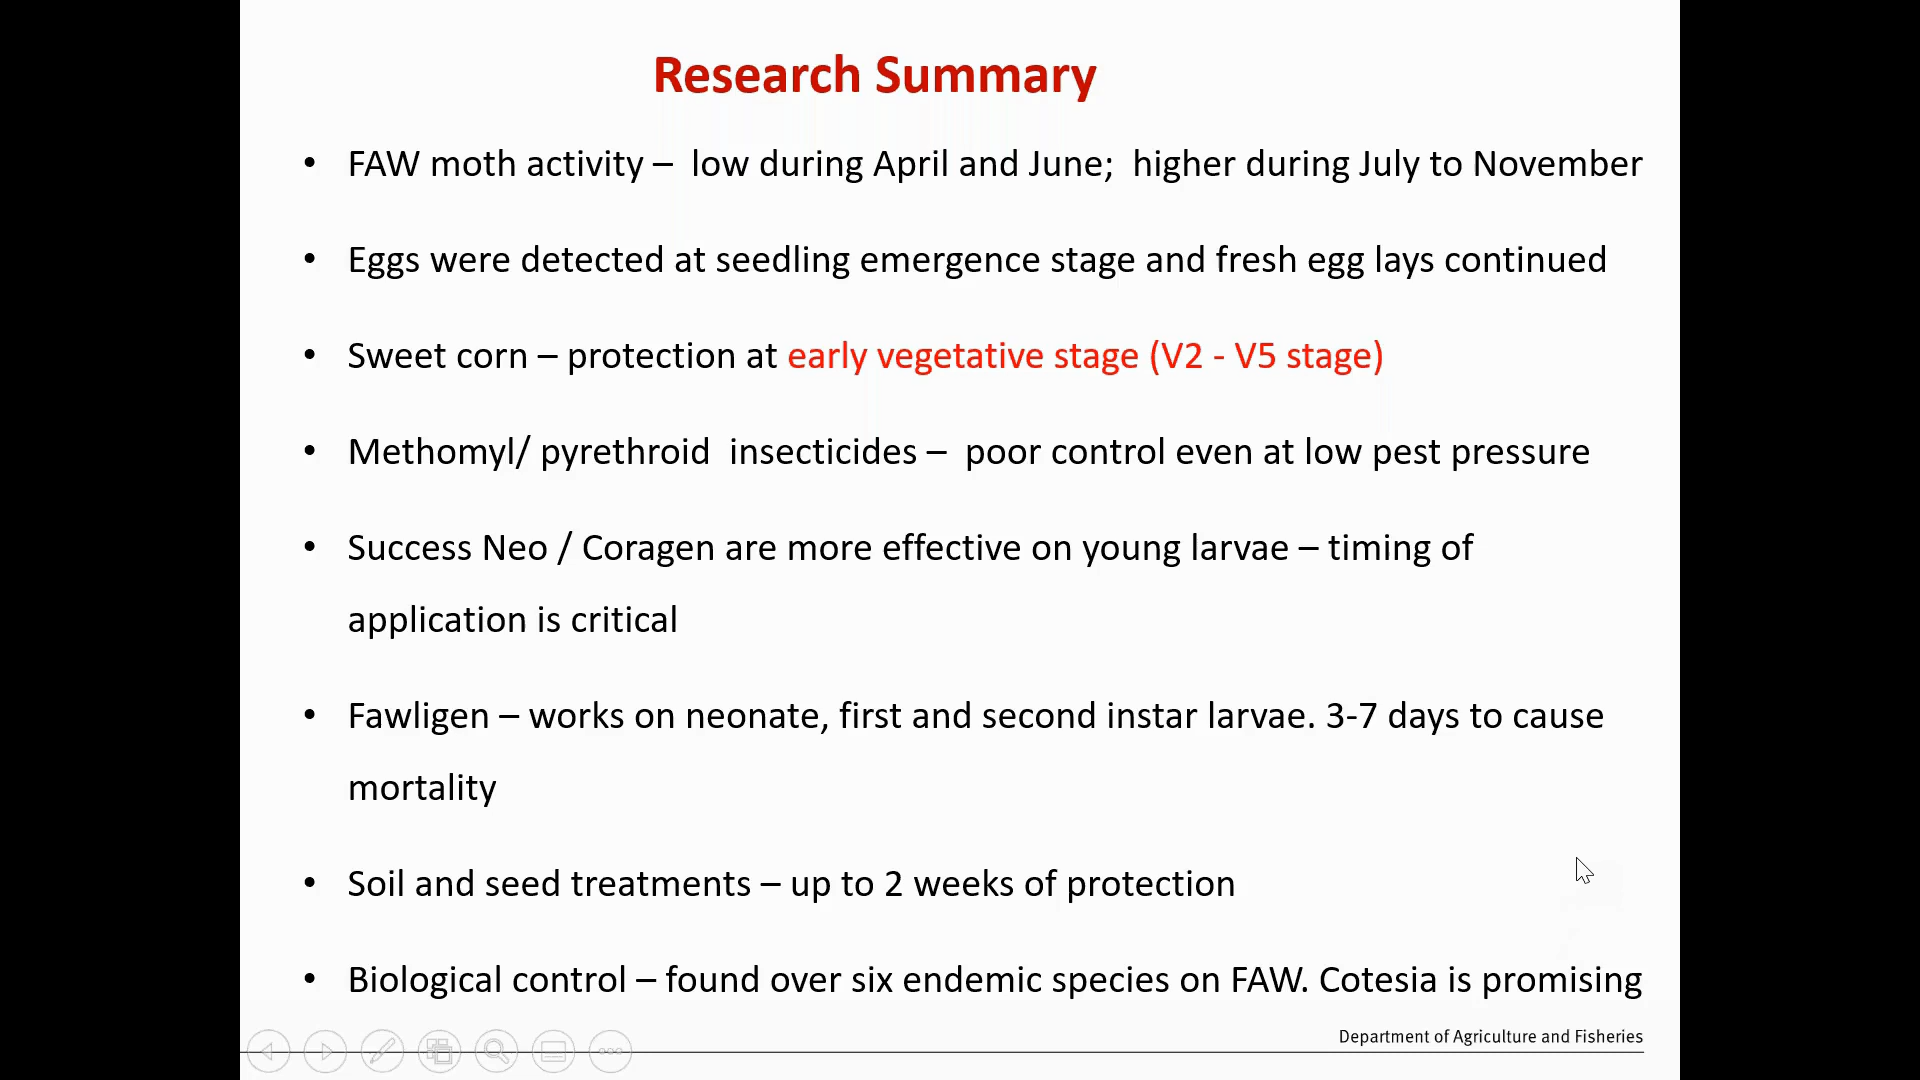 Research Summary
• FAW moth activity – low during April and June; higher during July to November
• Eggs were detected at seedling emergence stage and fresh egg lays continued
• Sweet corn – protection at early vegetative stage (V2 - V5 stage)
• Methomyl/ pyrethroid insecticides – poor control even at low pest pressure
• Success Neo / Coragen are more effective on young larvae – timing of
application is critical
• Fawligen – works on neonate, first and second instar larvae. 3-7 days to cause
mortality
• Soil and seed treatments – up to 2 weeks of protection
• Biological control – found over six endemic species on FAW. Cotesia is promising
Department of Agriculture and Fisheries